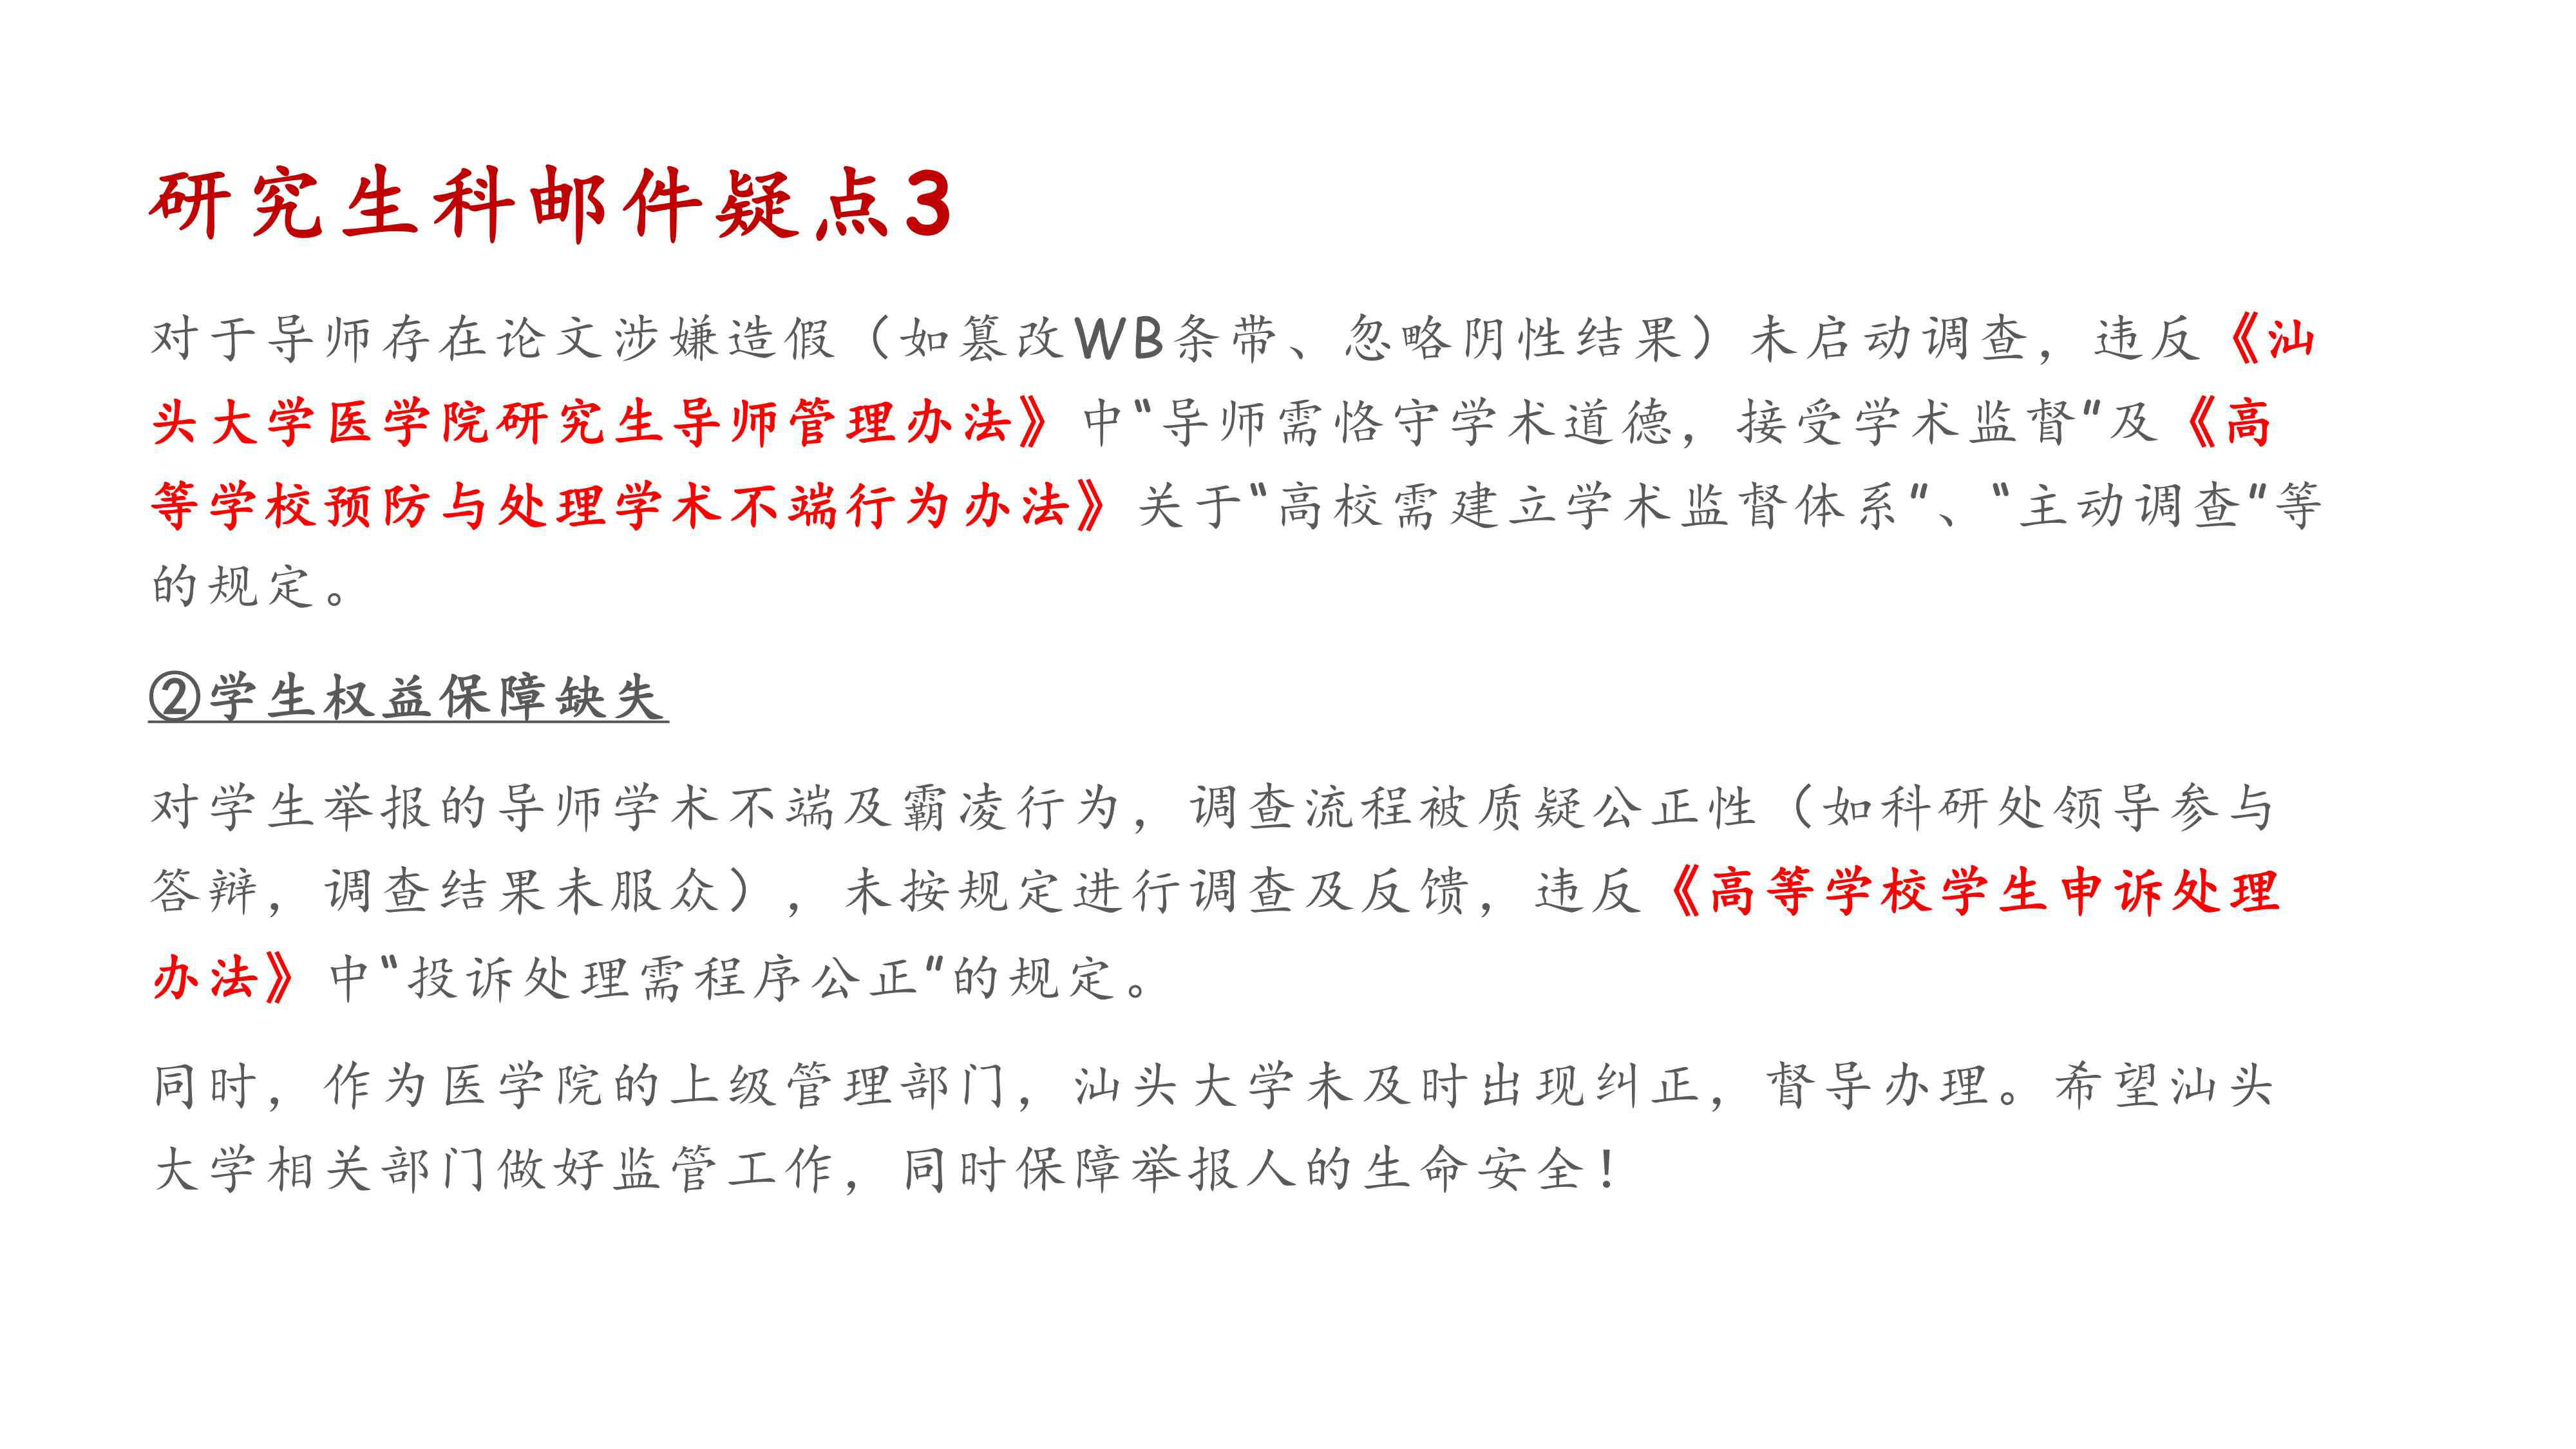 研究生科邮件疑点3
对于导师存在论文涉嫌造假（如篡改WB条带、忽略阴性结果）未启动调查，违反《汕
头大学医学院研究生导师管理办法》中“导师需恪守学术道德，接受学术监督”及《高
等学校预防与处理学术不端行为办法》关于“高校需建立学术监督体系”、“主动调查”等
的规定。
②学生权益保障缺失
对学生举报的导师学术不端及霸凌行为，调查流程被质疑公正性（如科研处领导参与
答辩，调查结果未服众），未按规定进行调查及反馈，违反《高等学校学生申诉处理
办法》中“投诉处理需程序公正”的规定。
同时，作为医学院的上级管理部门，汕头大学未及时出现纠正，督导办理。希望汕头
大学相关部门做好监管工作，同时保障举报人的生命安全！